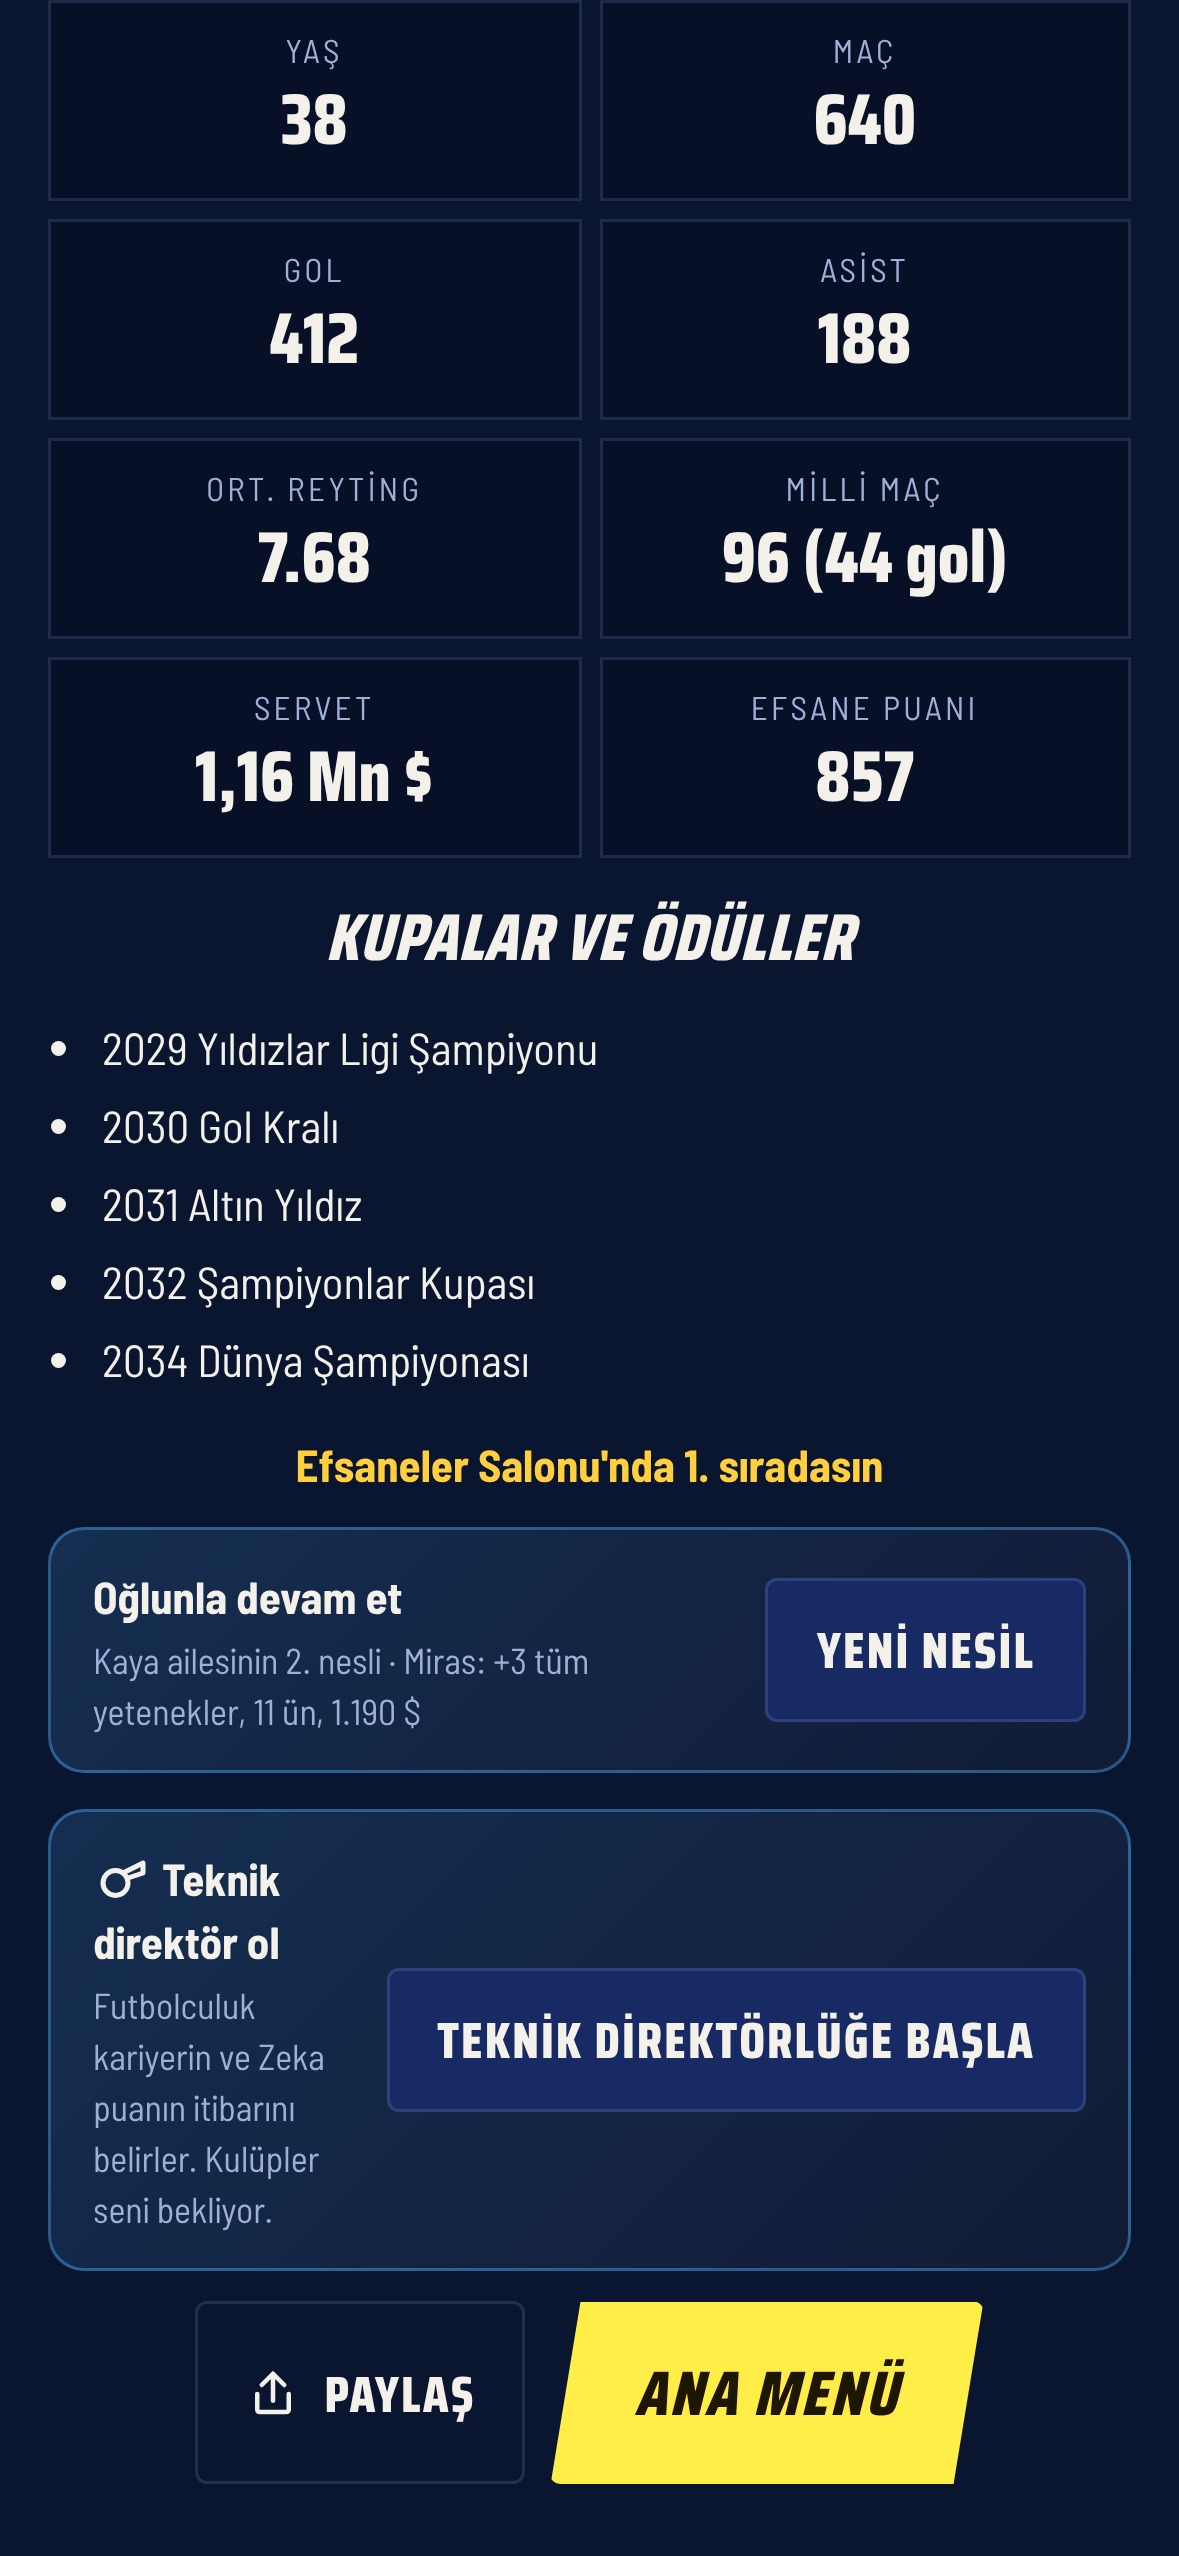 YAŞ
38
MAÇ
640
GOL
412
ASİST
188
ORT. REYTİNG
7.68
MİLLİ MAÇ
96 (44 gol)
SERVET
1,16 Mn $
EFSANE PUANI
857
KUPALAR VE ÖDÜLLER
• 2029 Yıldızlar Ligi Şampiyonu
• 2030 Gol Kralı
• 2031 Altın Yıldız
• 2032 Şampiyonlar Kupası
• 2034 Dünya Şampiyonası
Efsaneler Salonu'nda 1. sıradasın
Oğlunla devam et
Kaya ailesinin 2. nesli · Miras: +3 tüm
yetenekler, 11 ün, 1.190 $
YENİ NESİL
Teknik
direktör ol
Futbolculuk
kariyerin ve Zeka
puanın itibarını
belirler. Kulüpler
seni bekliyor.
TEKNİK DİREKTÖRLÜĞE BAŞLA
PAYLAŞ
ANA MENÜ